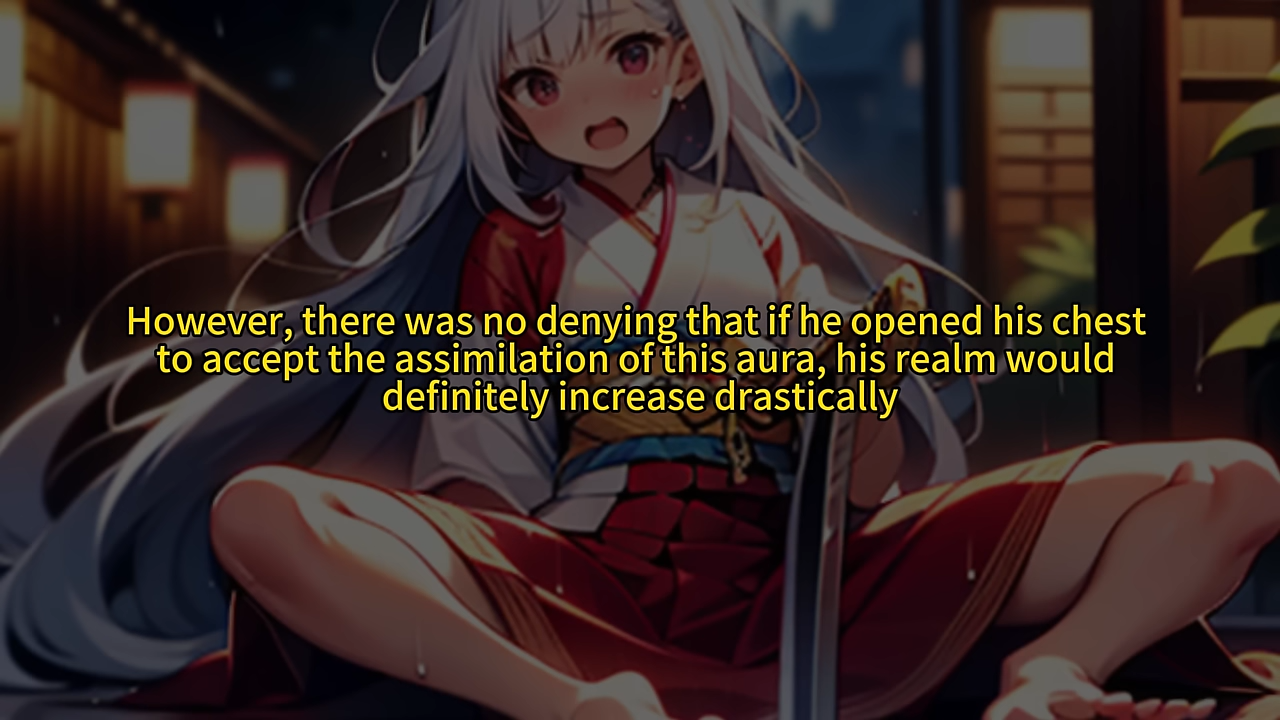 However, there was no denying that if he opened his chest
to accept the assimilation of this aura, his realm would
definitely increase drastically